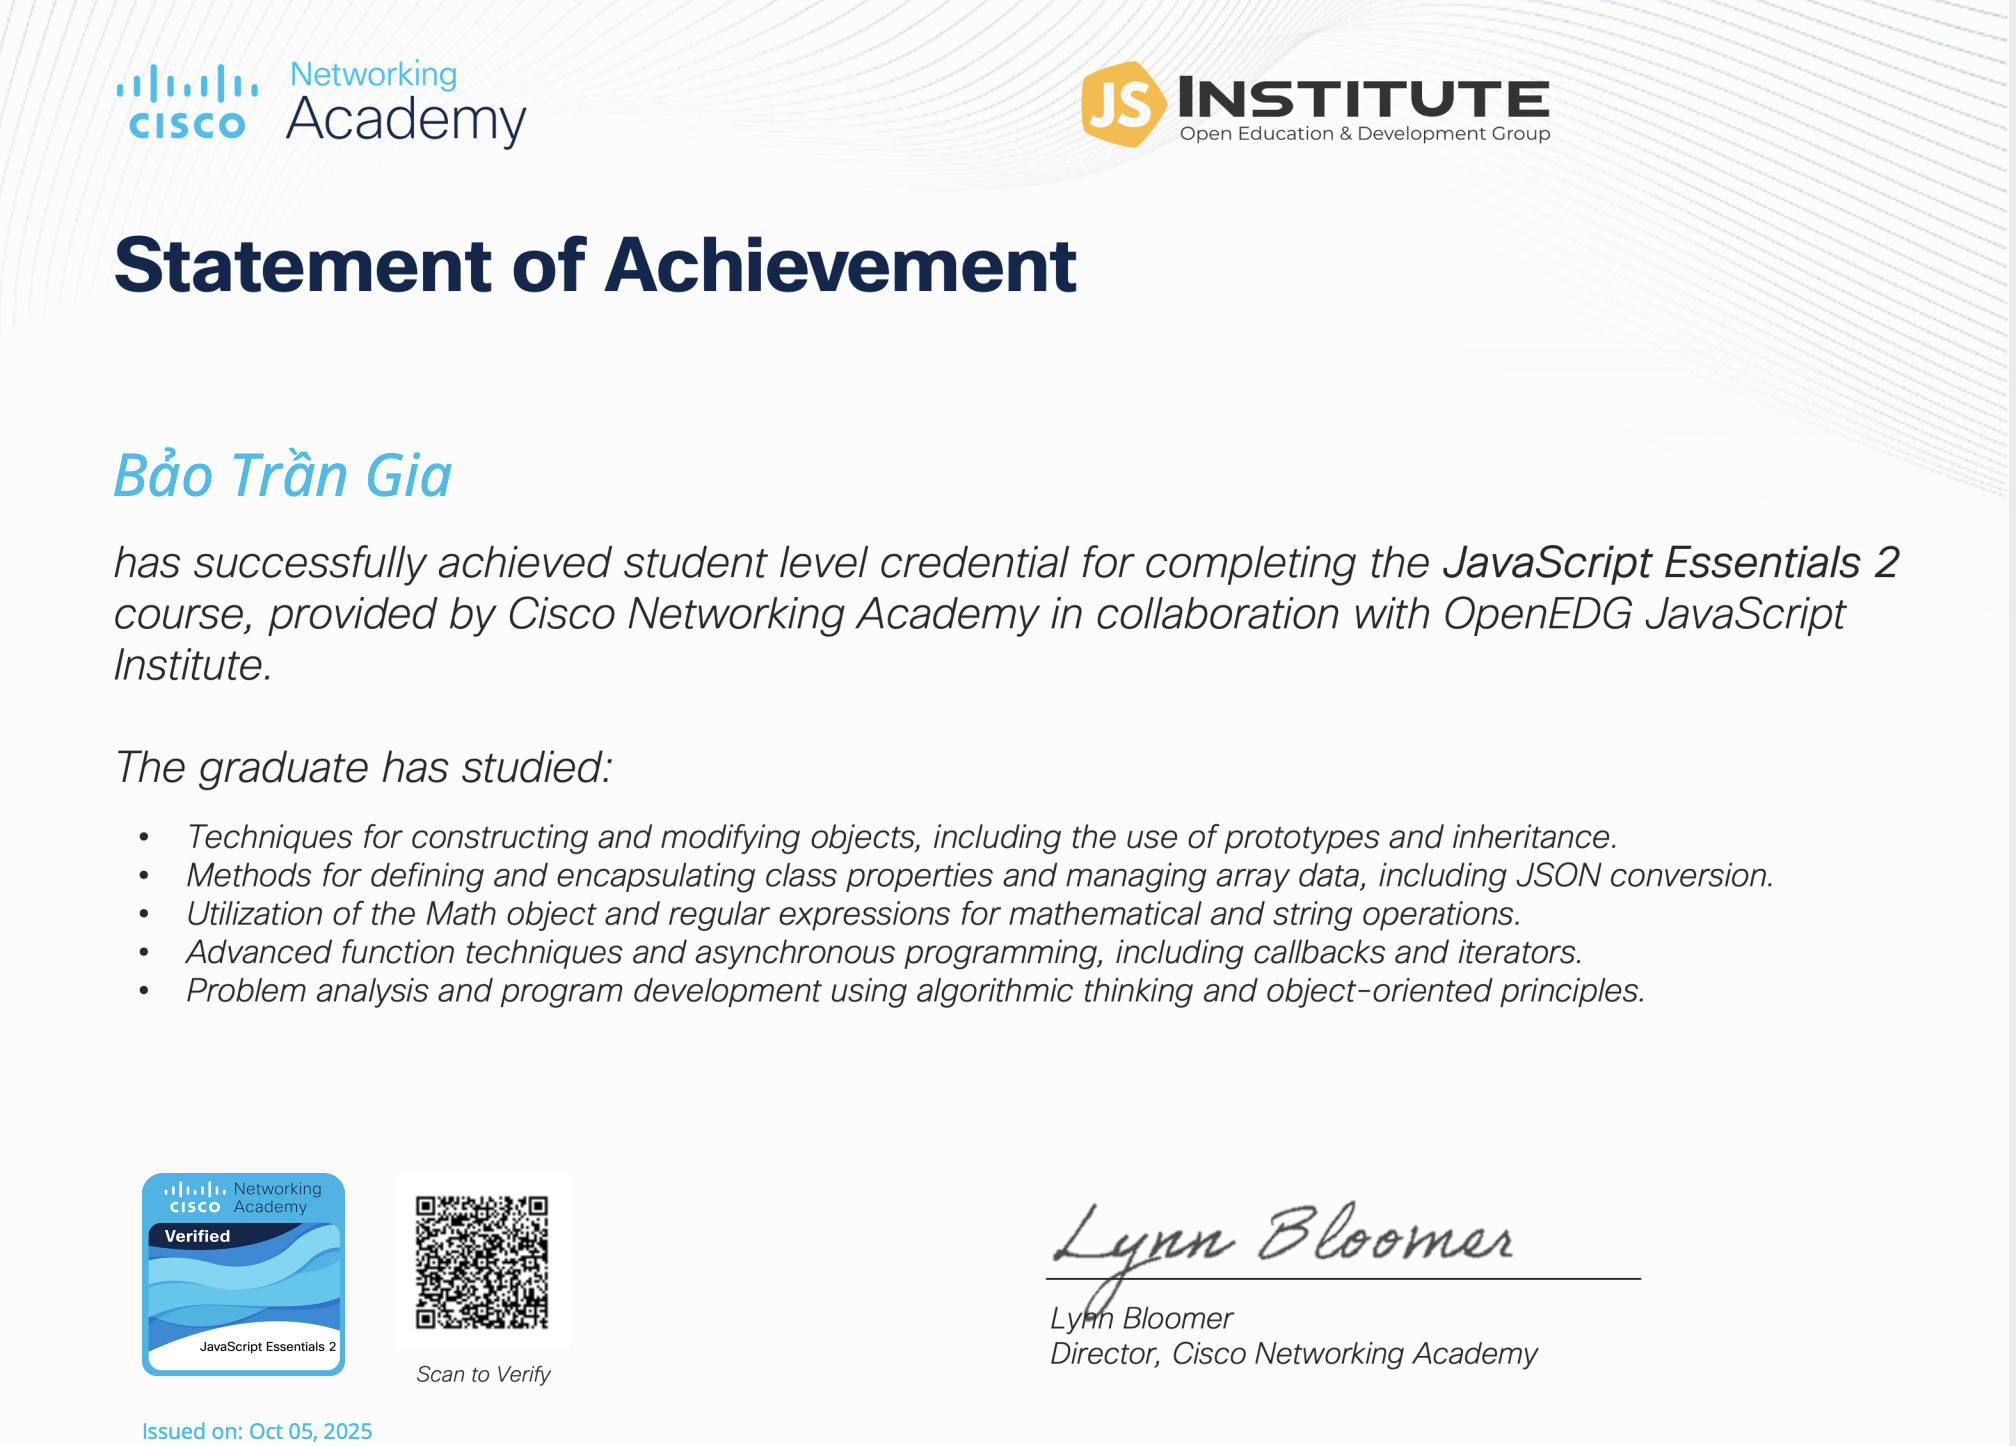 CISCO
Networking
Academy
JS INSTITUTE
Open Education & Development Group
Statement of Achievement
Bảo Trần Gia
has successfully achieved student level credential for completing the JavaScript Essentials 2
course, provided by Cisco Networking Academy in collaboration with OpenEDG JavaScript
Institute.
The graduate has studied:
• Techniques for constructing and modifying objects, including the use of prototypes and inheritance.
• Methods for defining and encapsulating class properties and managing array data, including JSON conversion.
• Utilization of the Math object and regular expressions for mathematical and string operations.
• Advanced function techniques and asynchronous programming, including callbacks and iterators.
• Problem analysis and program development using algorithmic thinking and object-oriented principles.
CISCO
Networking
Academy
Verified
JavaScript Essentials 2
Scan to Verify
Lynn Bloomer
Lynn Bloomer
Director, Cisco Networking Academy
Issued on: Oct 05, 2025